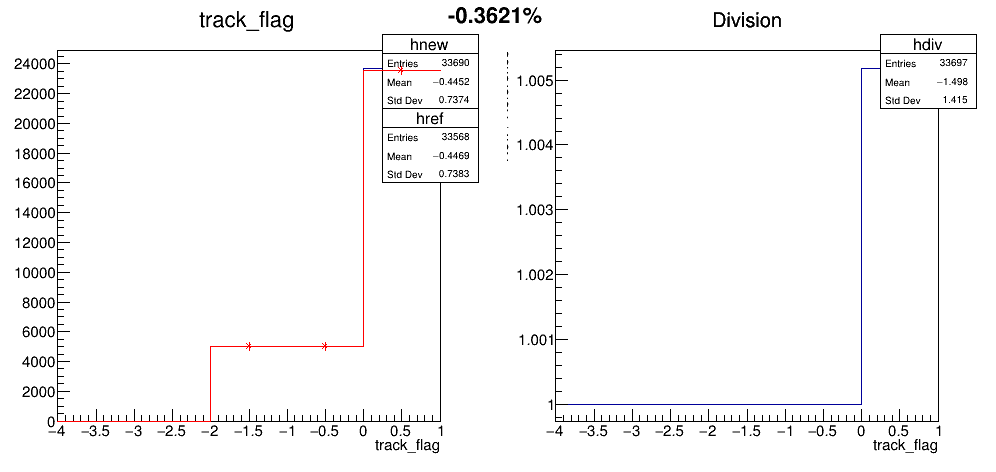 track_flag
-0.3621%
Division
hnew
Entries 33690
Mean −0.4452
Std Dev 0.7374
href
Entries 33568
Mean −0.4469
Std Dev 0.7383
24000
22000
20000
18000
16000
14000
12000
10000
8000
6000
4000
2000
0
−4 −3.5 −3 −2.5 −2 −1.5 −1 −0.5 0 0.5 1
track_flag
hdiv
Entries 33697
Mean −1.498
Std Dev 1.415
1.005
1.004
1.003
1.002
1.001
1
−4 −3.5 −3 −2.5 −2 −1.5 −1 −0.5 0 0.5 1
track_flag